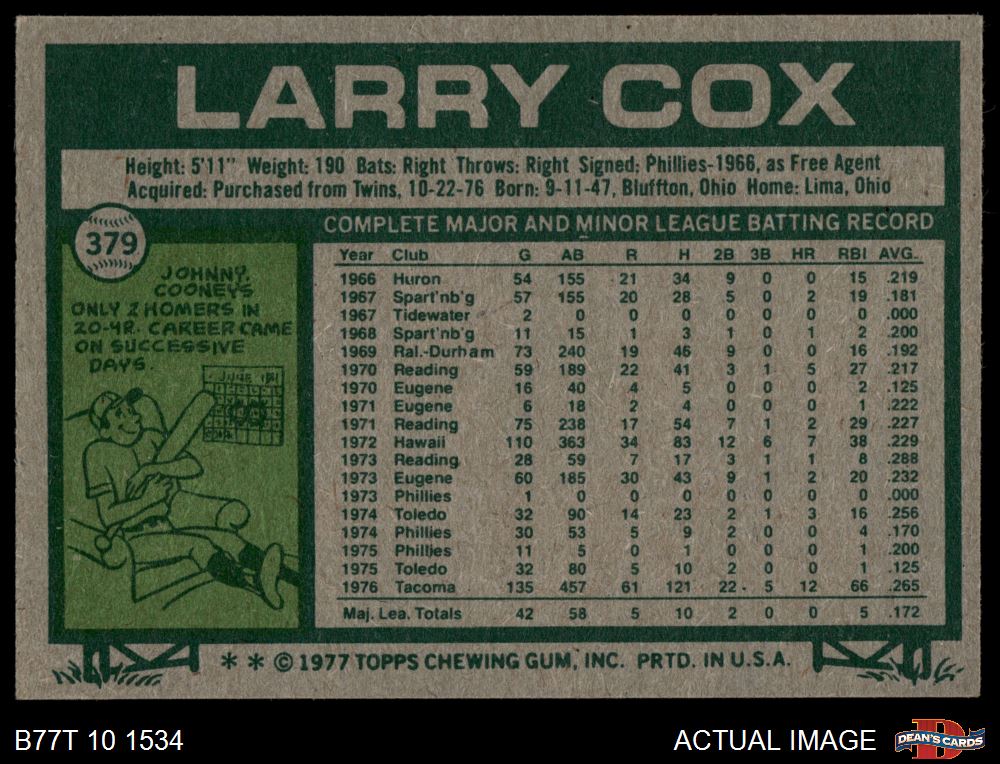 LARRY COX
Height: 5'11" Weight: 190 Bats: Right Throws: Right Signed: Phillies-1966, as Free Agent
Acquired: Purchased from Twins, 10-22-76 Born: 9-11-47, Bluffton, Ohio Home: Lima, Ohio
379
JOHNNY
COONEYS
ONLY 2 HOMERS IN
20-YR. CAREER CAME
ON SUCCESSIVE
DAYS.
JUNE
COMPLETE MAJOR AND MINOR LEAGUE BATTING RECORD
Year Club G AB R H 2B 3B HR RBI AVG.
1966 Huron 54 155 21 34 9 0 0 15 .219
1967 Spart'nb'g 57 155 20 28 5 0 2 19 .181
1967 Tidewater 2 0 0 0 0 0 0 0 .000
1968 Spart'nb'g 11 15 1 3 1 0 1 2 .200
1969 Ral.-Durham 73 240 19 46 9 0 0 16 .192
1970 Reading 59 189 22 41 3 1 5 27 .217
1970 Eugene 16 40 4 5 0 0 0 2 .125
1971 Eugene 6 18 2 4 0 0 0 1 .222
1971 Reading 75 238 17 54 7 1 2 29 .227
1972 Hawaii 110 363 34 83 12 6 7 38 .229
1973 Reading 28 59 7 17 3 1 1 8 .288
1973 Eugene 60 185 30 43 9 1 2 20 .232
1973 Phillies 1 0 0 0 0 0 0 0 .000
1974 Toledo 32 90 14 23 2 1 3 16 .256
1974 Phillies 30 53 5 9 2 0 0 4 .170
1975 Phillies 11 5 0 1 0 0 0 1 .200
1975 Toledo 32 80 5 10 2 0 0 1 .125
1976 Tacoma 135 457 61 121 22 5 12 66 .265
Maj. Lea. Totals 42 58 5 10 2 0 0 5 .172
* * © 1977 TOPPS CHEWING GUM, INC. PRTD. IN U.S.A.
B77T 10 1534
ACTUAL IMAGE
DEAN'S CARDS